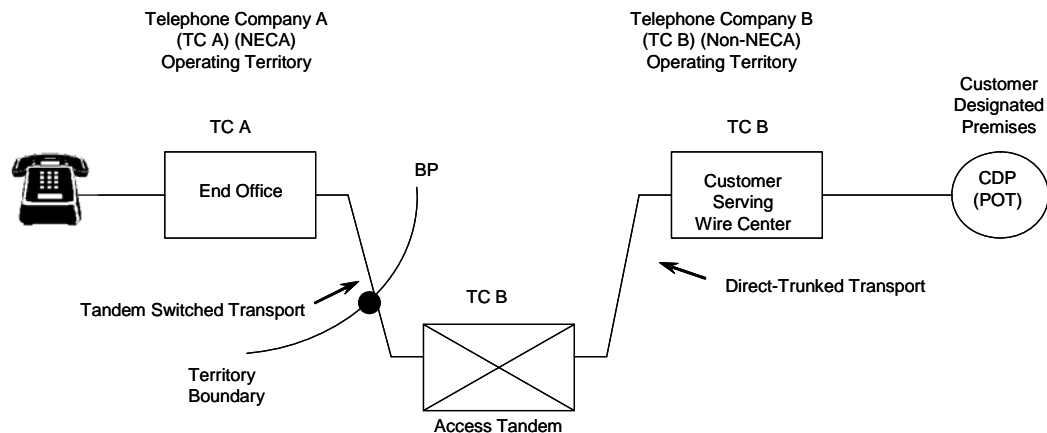 Telephone Company A
(TC A) (NECA)
Operating Territory
Telephone Company B
(TC B) (Non-NECA)
Operating Territory
Customer
Designated
Premises
TC A
TC B
End Office
BP
Customer
Serving
Wire Center
CDP
(POT)
Tandem Switched Transport
TC B
Direct-Trunked Transport
Territory
Boundary
Access Tandem